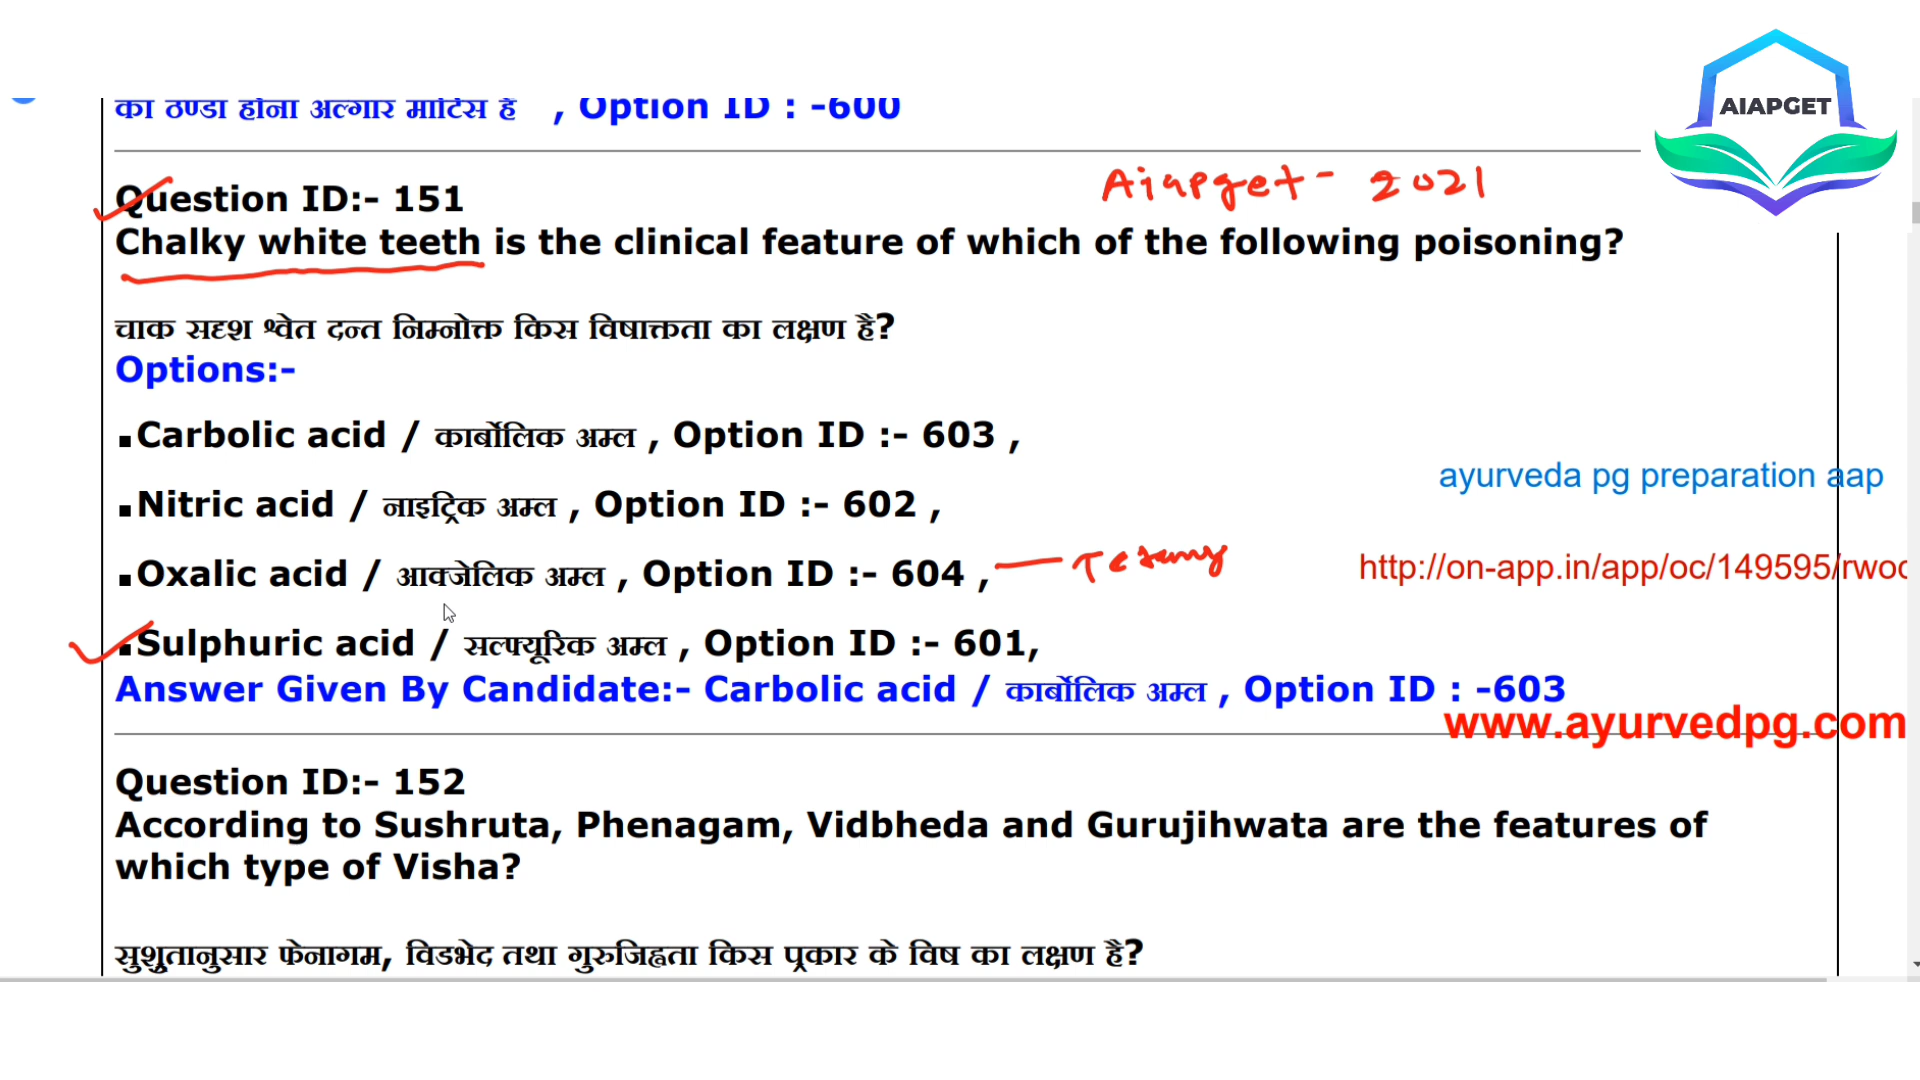 का ठण्डा होना अल्गार मार्टिस है , Option ID : -600
AIAPGET
Aiapget - 2021
Question ID:- 151
Chalky white teeth is the clinical feature of which of the following poisoning?
चाक सदृश श्वेत दन्त निम्नोक्त किस विषाक्तता का लक्षण है?
Options:-
Carbolic acid / कार्बोलिक अम्ल , Option ID :- 603 ,
ayurveda pg preparation aap
Nitric acid / नाइट्रिक अम्ल , Option ID :- 602 ,
Oxalic acid / आक्जेलिक अम्ल , Option ID :- 604 ,
http://on-app.in/app/oc/149595/rwoc
Sulphuric acid / सल्फ्यूरिक अम्ल , Option ID :- 601,
Answer Given By Candidate:- Carbolic acid / कार्बोलिक अम्ल , Option ID : -603
www.ayurvedpg.com
Question ID:- 152
According to Sushruta, Phenagam, Vidbheda and Gurujihwata are the features of
which type of Visha?
सुश्रुतानुसार फेनागम, विडभेद तथा गुरुजिह्वता किस प्रकार के विष का लक्षण है?